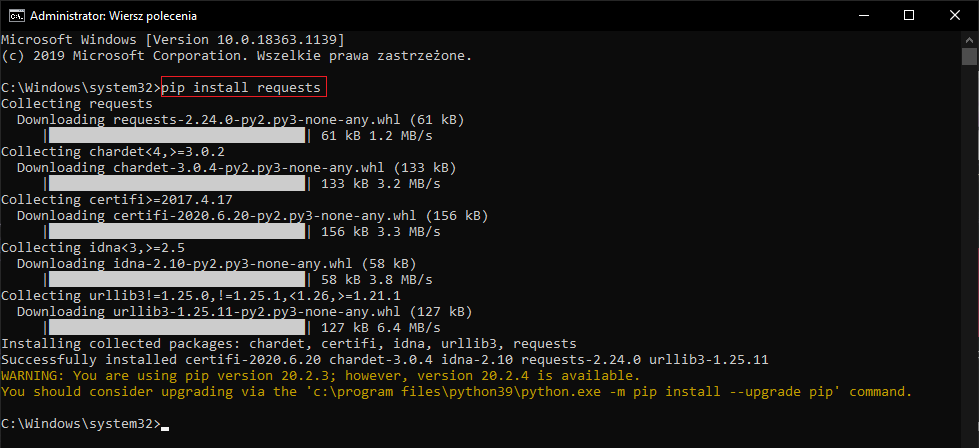 Administrator: Wiersz polecenia
Microsoft Windows [Version 10.0.18363.1139]
(c) 2019 Microsoft Corporation. Wszelkie prawa zastrzeżone.
C:\Windows\system32>pip install requests
Collecting requests
Downloading requests-2.24.0-py2.py3-none-any.whl (61 kB)
| 61 kB 1.2 MB/s
Collecting chardet<4,>=3.0.2
Downloading chardet-3.0.4-py2.py3-none-any.whl (133 kB)
| 133 kB 3.2 MB/s
Collecting certifi>=2017.4.17
Downloading certifi-2020.6.20-py2.py3-none-any.whl (156 kB)
| 156 kB 3.3 MB/s
Collecting idna<3,>=2.5
Downloading idna-2.10-py2.py3-none-any.whl (58 kB)
| 58 kB 3.8 MB/s
Collecting urllib3!=1.25.0,!=1.25.1,<1.26,>=1.21.1
Downloading urllib3-1.25.11-py2.py3-none-any.whl (127 kB)
| 127 kB 6.4 MB/s
Installing collected packages: chardet, certifi, idna, urllib3, requests
Successfully installed certifi-2020.6.20 chardet-3.0.4 idna-2.10 requests-2.24.0 urllib3-1.25.11
WARNING: You are using pip version 20.2.3; however, version 20.2.4 is available.
You should consider upgrading via the 'c:\program files\python39\python.exe -m pip install --upgrade pip' command.
C:\Windows\system32>